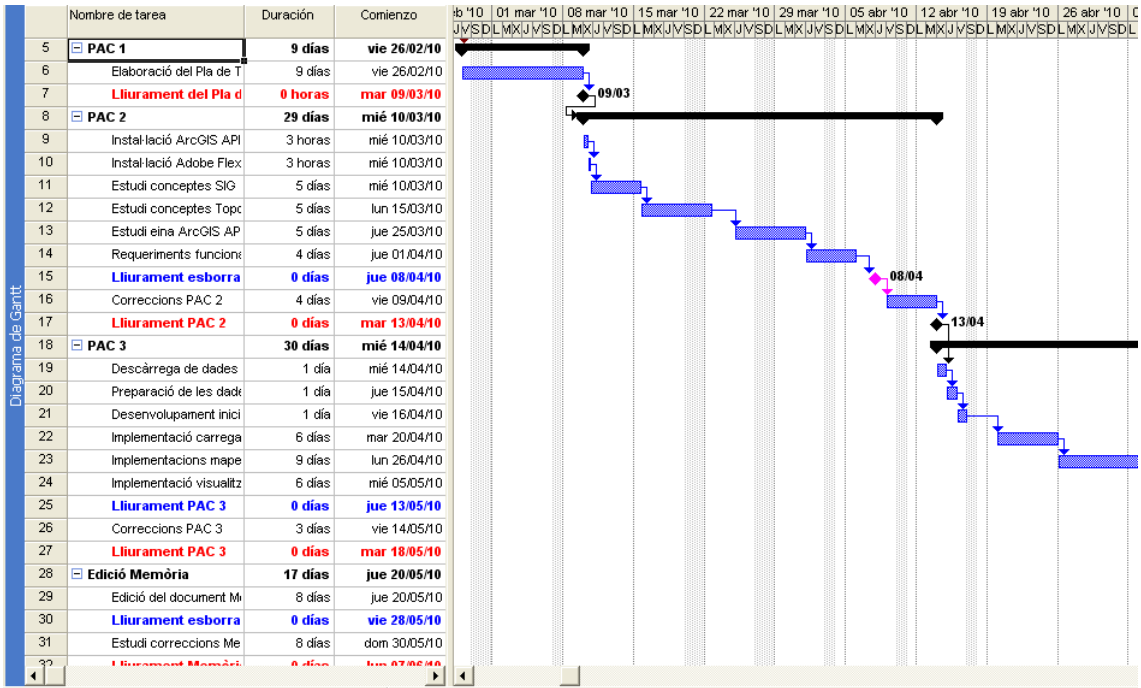 Diagrama de Gantt
Nombre de tarea Duración Comienzo
eb '10 01 mar '10 08 mar '10 15 mar '10 22 mar '10 29 mar '10 05 abr '10 12 abr '10 19 abr '10 26 abr '10
J V S D L M X J V S D L M X J V S D L M X J V S D L M X J V S D L M X J V S D L M X J V S D L M X J V S D L M X J V S D L M X J V S D L
5 PAC 1 9 días vie 26/02/10
6 Elaboració del Pla de T 9 días vie 26/02/10
7 Lliurament del Pla d 0 horas mar 09/03/10 09/03
8 PAC 2 29 días mié 10/03/10
9 Instal·lació ArcGIS API 3 horas mié 10/03/10
10 Instal·lació Adobe Flex 3 horas mié 10/03/10
11 Estudi conceptes SIG 5 días mié 10/03/10
12 Estudi conceptes Topo 5 días lun 15/03/10
13 Estudi eina ArcGIS AP 5 días jue 25/03/10
14 Requeriments funciona 4 días jue 01/04/10
15 Lliurament esborra 0 días jue 08/04/10 08/04
16 Correccions PAC 2 4 días vie 09/04/10
17 Lliurament PAC 2 0 días mar 13/04/10 13/04
18 PAC 3 30 días mié 14/04/10
19 Descàrrega de dades 1 día mié 14/04/10
20 Preparació de les dade 1 día jue 15/04/10
21 Desenvolupament inici 1 día vie 16/04/10
22 Implementació carrega 6 días mar 20/04/10
23 Implementacions mape 9 días lun 26/04/10
24 Implementació visualitz 6 días mié 05/05/10
25 Lliurament PAC 3 0 días jue 13/05/10
26 Correccions PAC 3 3 días vie 14/05/10
27 Lliurament PAC 3 0 días mar 18/05/10
28 Edició Memòria 17 días jue 20/05/10
29 Edició del document M 8 días jue 20/05/10
30 Lliurament esborra 0 días vie 28/05/10
31 Estudi correccions Me 8 días dom 30/05/10
32 Lliurament Memòri 0 días lun 07/06/10